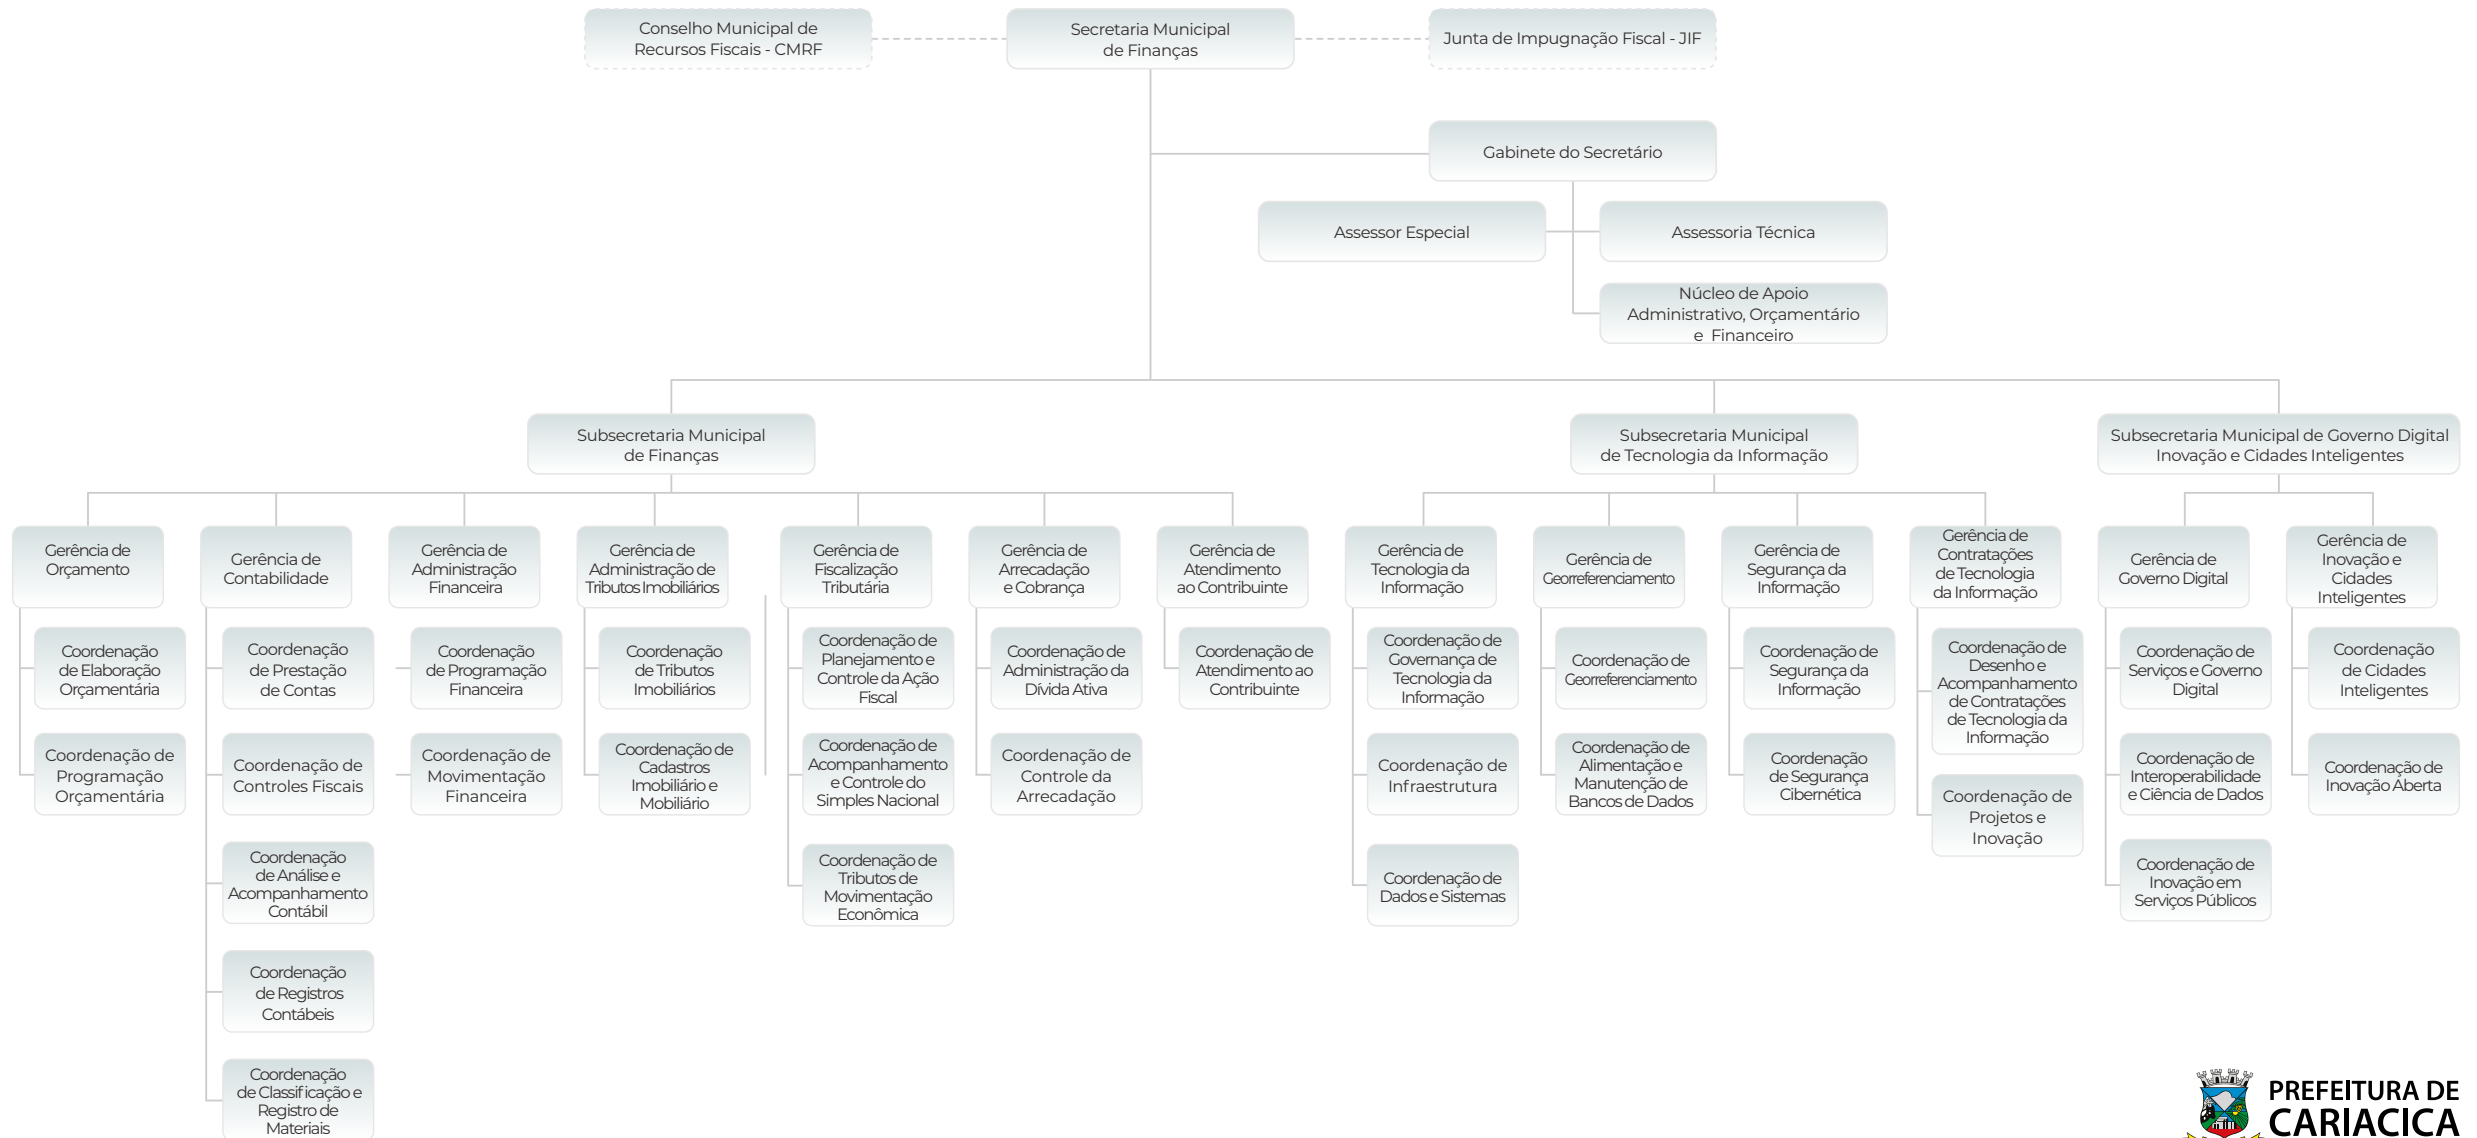 Conselho Municipal de
Recursos Fiscais - CMRF
Secretaria Municipal
de Finanças
Junta de Impugnação Fiscal - JIF
Gabinete do Secretário
Assessor Especial
Assessoria Técnica
Núcleo de Apoio
Administrativo, Orçamentário
e Financeiro
Subsecretaria Municipal
de Finanças
Subsecretaria Municipal
de Tecnologia da Informação
Subsecretaria Municipal de Governo Digital
Inovação e Cidades Inteligentes
Gerência de
Orçamento
Coordenação
de Elaboração
Orçamentária
Coordenação de
Programação
Orçamentária
Gerência de
Contabilidade
Coordenação
de Prestação
de Contas
Coordenação de
Controles Fiscais
Coordenação
de Análise e
Acompanhamento
Contábil
Coordenação
de Registros
Contábeis
Coordenação
de Classificação e
Registro de
Materiais
Gerência de
Administração
Financeira
Coordenação
de Programação
Financeira
Coordenação de
Movimentação
Financeira
Gerência de
Administração de
Tributos Imobiliários
Coordenação
de Tributos
Imobiliários
Coordenação de
Cadastros
Imobiliário e
Mobiliário
Gerência de
Fiscalização
Tributária
Coordenação de
Planejamento e
Controle da Ação
Fiscal
Coordenação de
Acompanhamento
e Controle do
Simples Nacional
Coordenação de
Tributos de
Movimentação
Econômica
Gerência de
Arrecadação
e Cobrança
Coordenação de
Administração da
Dívida Ativa
Coordenação de
Controle da
Arrecadação
Gerência de
Atendimento
ao Contribuinte
Coordenação de
Atendimento ao
Contribuinte
Gerência de
Tecnologia da
Informação
Coordenação de
Governança de
Tecnologia da
Informação
Coordenação de
Infraestrutura
Coordenação de
Dados e Sistemas
Gerência de
Georreferenciamento
Coordenação de
Georreferenciamento
Coordenação de
Alimentação e
Manutenção de
Bancos de Dados
Gerência de
Segurança da
Informação
Coordenação de
Segurança da
Informação
Coordenação
de Segurança
Cibernética
Gerência de
Contratações
de Tecnologia
da Informação
Coordenação de
Desenho e
Acompanhamento
de Contratações
de Tecnologia da
Informação
Coordenação de
Projetos e
Inovação
Gerência de
Governo Digital
Coordenação de
Serviços e Governo
Digital
Coordenação de
Interoperabilidade
e Ciência de Dados
Coordenação de
Inovação em
Serviços Públicos
Gerência de
Inovação e
Cidades
Inteligentes
Coordenação
de Cidades
Inteligentes
Coordenação de
Inovação Aberta
PREFEITURA DE
CARIACICA